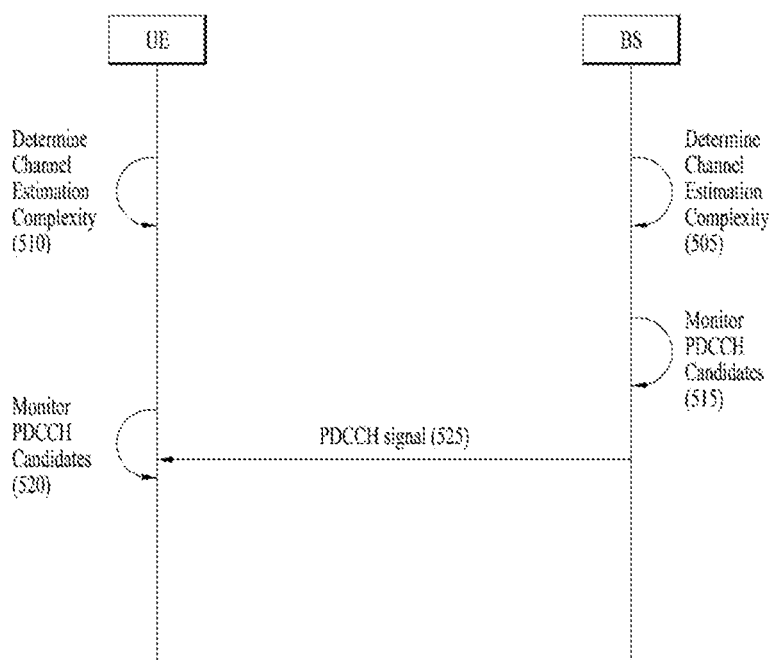 UE
BS
Determine
Channel
Estimation
Complexity
(510)
Determine
Channel
Estimation
Complexity
(505)
Monitor
PDCCH
Candidates
(515)
Monitor
PDCCH
Candidates
(520)
PDCCH signal (525)